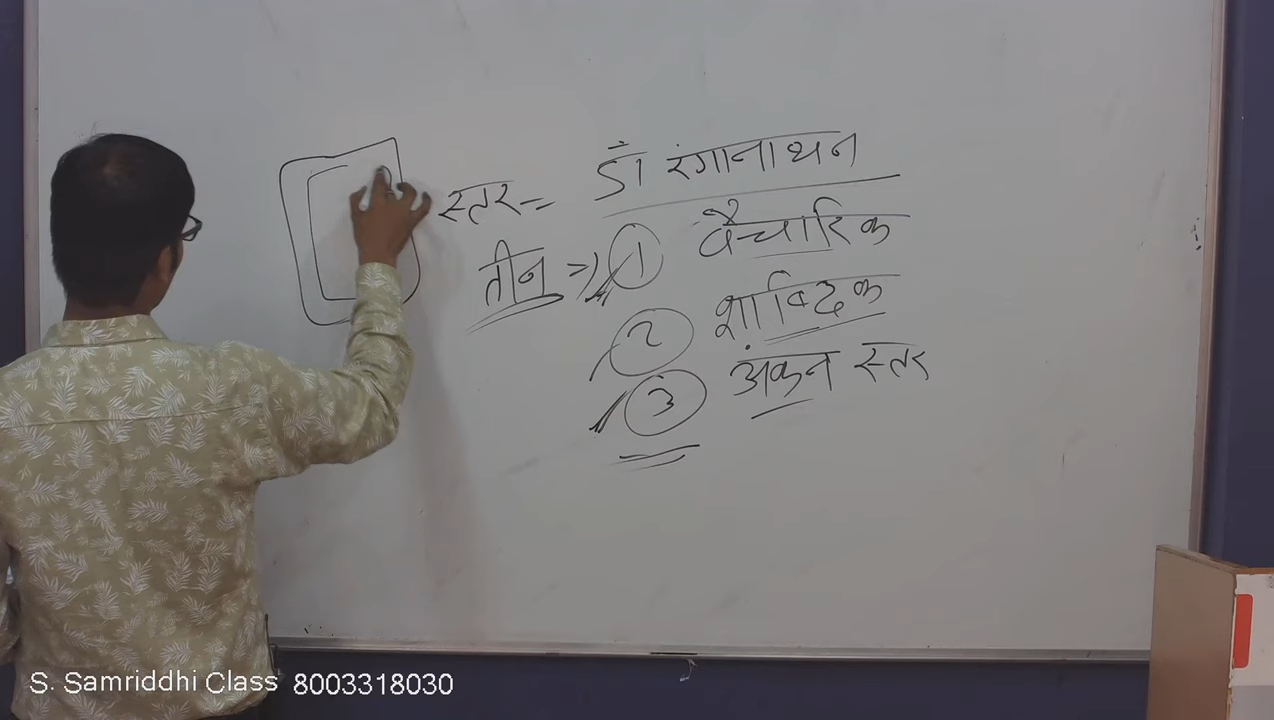 स्तर = डॉ रंगानाथन
तीन => 1 वैचारिक
2 शाब्दिक
3 अंकन स्तर
S. Samriddhi Class 8003318030